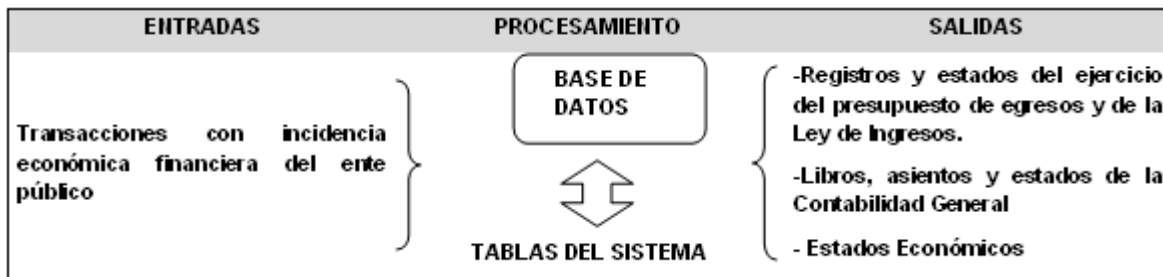 ENTRADAS
PROCESAMIENTO
SALIDAS
Transacciones con incidencia
económica financiera del ente
público
BASE DE
DATOS
TABLAS DEL SISTEMA
-Registros y estados del ejercicio
del presupuesto de egresos y de la
Ley de Ingresos.
-Libros, asientos y estados de la
Contabilidad General
- Estados Económicos